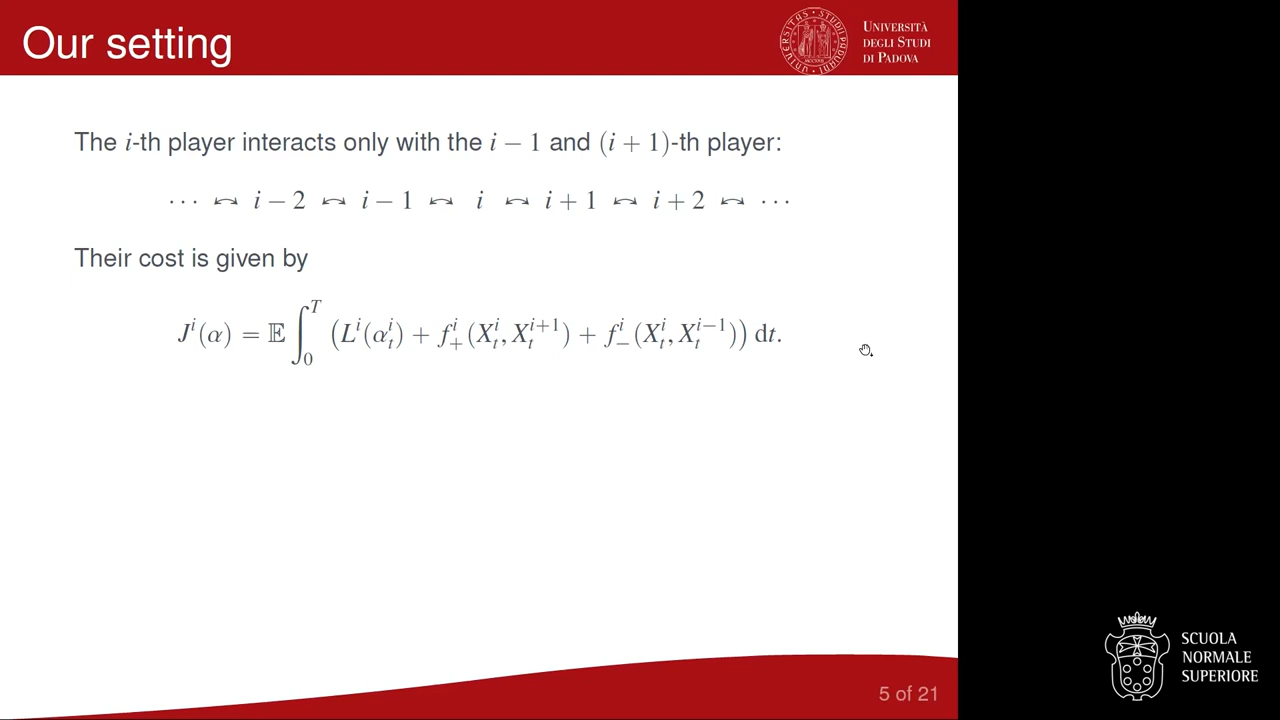 Our setting
UNIVERSITÀ
DEGLI STUDI
DI PADOVA
The i-th player interacts only with the i − 1 and (i + 1)-th player:
⋯ ↔ i − 2 ↔ i − 1 ↔ i ↔ i + 1 ↔ i + 2 ↔ ⋯
Their cost is given by
J^i(α) = 𝔼 ∫_0^T (L^i(α_t^i) + f_+^i(X_t^i, X_t^{i+1}) + f_-^i(X_t^i, X_t^{i−1})) dt.
SCUOLA
NORMALE
SUPERIORE
5 of 21